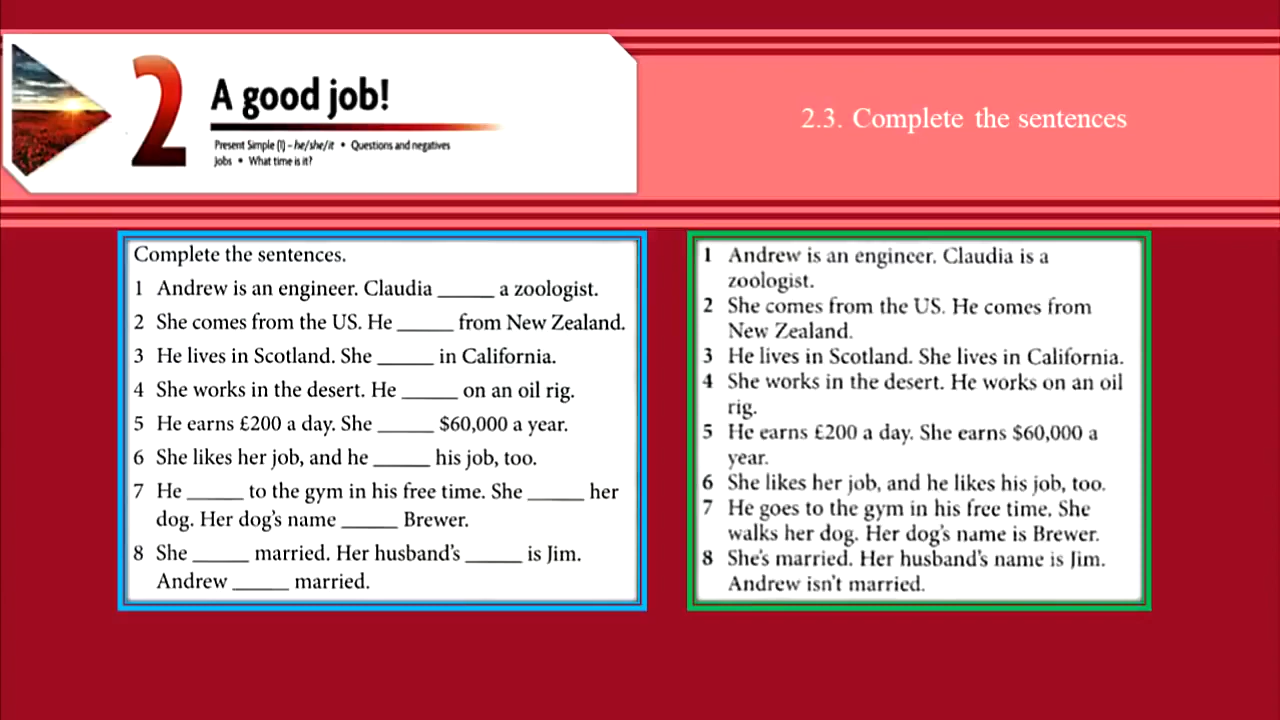 2
A good job!
Present Simple (1) – he/she/it • Questions and negatives
Jobs • What time is it?
2.3. Complete the sentences
Complete the sentences.
1 Andrew is an engineer. Claudia ______ a zoologist.
2 She comes from the US. He ______ from New Zealand.
3 He lives in Scotland. She ______ in California.
4 She works in the desert. He ______ on an oil rig.
5 He earns £200 a day. She ______ $60,000 a year.
6 She likes her job, and he ______ his job, too.
7 He ______ to the gym in his free time. She ______ her
dog. Her dog's name ______ Brewer.
8 She ______ married. Her husband's ______ is Jim.
Andrew ______ married.
1 Andrew is an engineer. Claudia is a
zoologist.
2 She comes from the US. He comes from
New Zealand.
3 He lives in Scotland. She lives in California.
4 She works in the desert. He works on an oil
rig.
5 He earns £200 a day. She earns $60,000 a
year.
6 She likes her job, and he likes his job, too.
7 He goes to the gym in his free time. She
walks her dog. Her dog's name is Brewer.
8 She's married. Her husband's name is Jim.
Andrew isn't married.